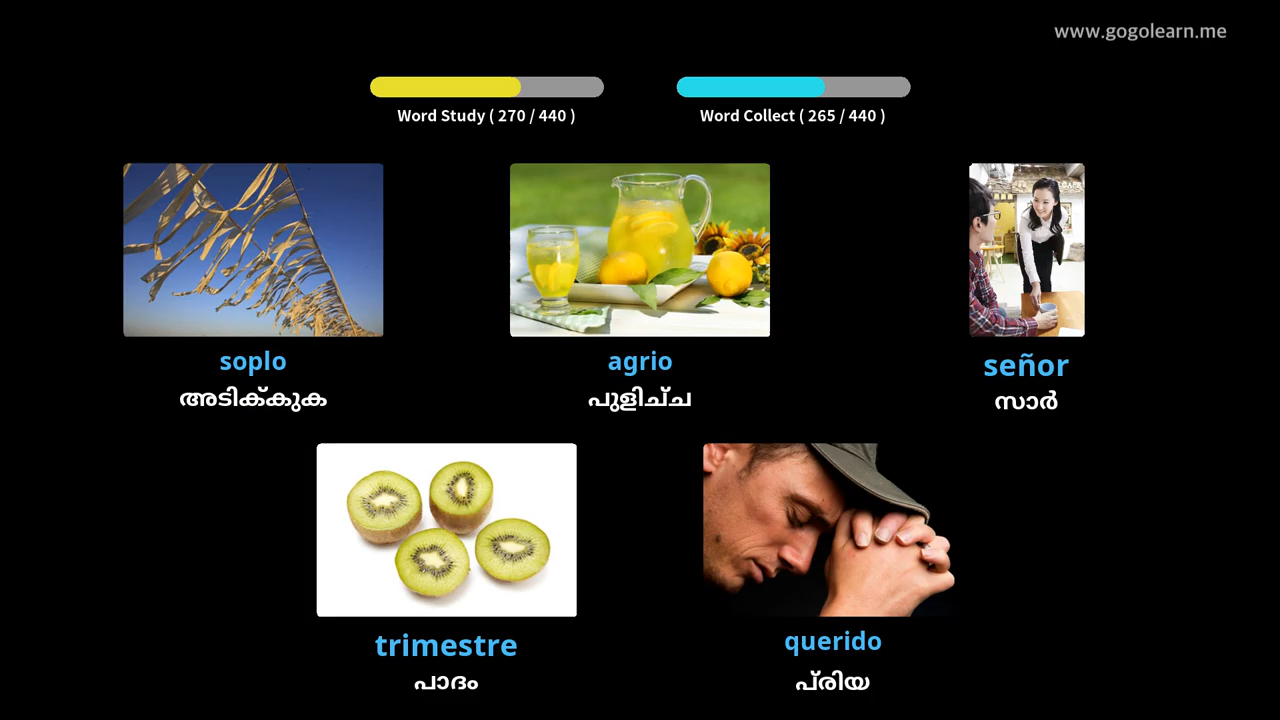 www.gogolearn.me
Word Study ( 270 / 440 )
Word Collect ( 265 / 440 )
soplo
അടിക്കുക
agrio
പുളിച്ച
señor
സാർ
trimestre
പാദം
querido
പ്രിയ